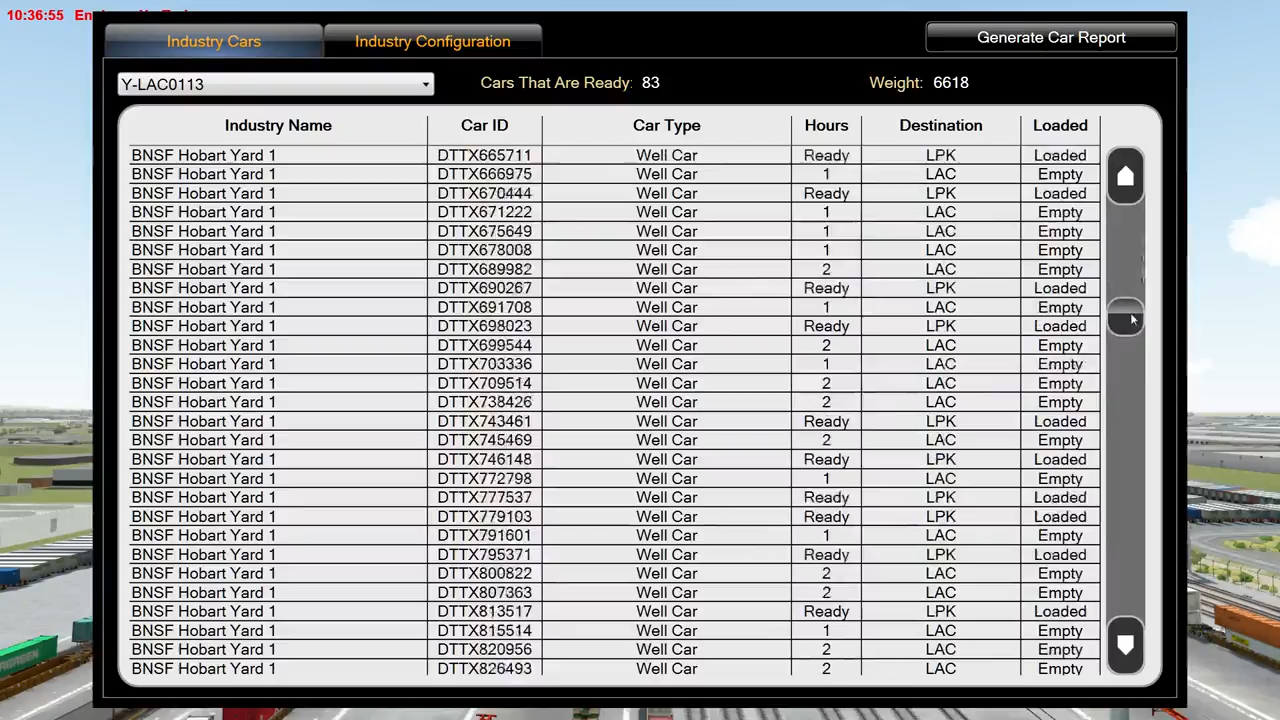 10:36:55 En
Industry Cars Industry Configuration Generate Car Report
Y-LAC0113 Cars That Are Ready: 83 Weight: 6618
Industry Name Car ID Car Type Hours Destination Loaded
BNSF Hobart Yard 1 DTTX665711 Well Car Ready LPK Loaded
BNSF Hobart Yard 1 DTTX666975 Well Car 1 LAC Empty
BNSF Hobart Yard 1 DTTX670444 Well Car Ready LPK Loaded
BNSF Hobart Yard 1 DTTX671222 Well Car 1 LAC Empty
BNSF Hobart Yard 1 DTTX675649 Well Car 1 LAC Empty
BNSF Hobart Yard 1 DTTX678008 Well Car 1 LAC Empty
BNSF Hobart Yard 1 DTTX689982 Well Car 2 LAC Empty
BNSF Hobart Yard 1 DTTX690267 Well Car Ready LPK Loaded
BNSF Hobart Yard 1 DTTX691708 Well Car 1 LAC Empty
BNSF Hobart Yard 1 DTTX698023 Well Car Ready LPK Loaded
BNSF Hobart Yard 1 DTTX699544 Well Car 2 LAC Empty
BNSF Hobart Yard 1 DTTX703336 Well Car 1 LAC Empty
BNSF Hobart Yard 1 DTTX709514 Well Car 2 LAC Empty
BNSF Hobart Yard 1 DTTX738426 Well Car 2 LAC Empty
BNSF Hobart Yard 1 DTTX743461 Well Car Ready LPK Loaded
BNSF Hobart Yard 1 DTTX745469 Well Car 2 LAC Empty
BNSF Hobart Yard 1 DTTX746148 Well Car Ready LPK Loaded
BNSF Hobart Yard 1 DTTX772798 Well Car 1 LAC Empty
BNSF Hobart Yard 1 DTTX777537 Well Car Ready LPK Loaded
BNSF Hobart Yard 1 DTTX779103 Well Car Ready LPK Loaded
BNSF Hobart Yard 1 DTTX791601 Well Car 1 LAC Empty
BNSF Hobart Yard 1 DTTX795371 Well Car Ready LPK Loaded
BNSF Hobart Yard 1 DTTX800822 Well Car 2 LAC Empty
BNSF Hobart Yard 1 DTTX807363 Well Car 2 LAC Empty
BNSF Hobart Yard 1 DTTX813517 Well Car Ready LPK Loaded
BNSF Hobart Yard 1 DTTX815514 Well Car 1 LAC Empty
BNSF Hobart Yard 1 DTTX820956 Well Car 2 LAC Empty
BNSF Hobart Yard 1 DTTX826493 Well Car 2 LAC Empty